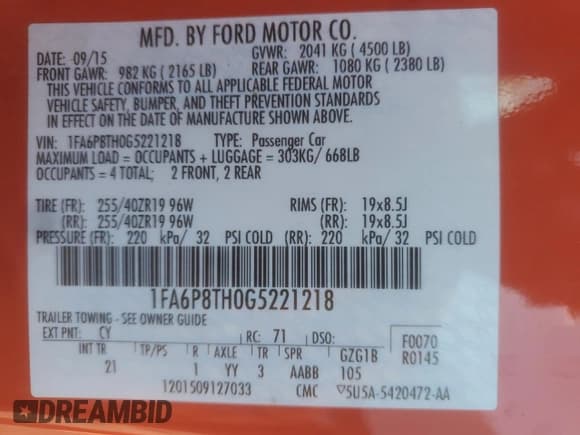 MFD. BY FORD MOTOR CO.
DATE: 09/15 GVWR: 2041 KG ( 4500 LB)
FRONT GAWR: 982 KG ( 2165 LB) REAR GAWR: 1080 KG ( 2380 LB)
THIS VEHICLE CONFORMS TO ALL APPLICABLE FEDERAL MOTOR
VEHICLE SAFETY, BUMPER, AND THEFT PREVENTION STANDARDS
IN EFFECT ON THE DATE OF MANUFACTURE SHOWN ABOVE.
VIN: 1FA6P8TH0G5221218 TYPE: Passenger Car
MAXIMUM LOAD = OCCUPANTS + LUGGAGE = 303KG/ 668LB
OCCUPANTS = 4 TOTAL: 2 FRONT, 2 REAR
TIRE (FR): 255/40ZR19 96W RIMS (FR): 19x8.5J
(RR): 255/40ZR19 96W (RR): 19x8.5J
PRESSURE (FR): 220 kPa/ 32 PSI COLD (RR): 220 kPa/ 32 PSI COLD
1FA6P8TH0G5221218
TRAILER TOWING - SEE OWNER GUIDE
EXT PNT: CY RC: 71 DSO: F0070
INT TR TP/PS R AXLE TR SPR GZG1B R0145
21 1 YY 3 AABB 105
1201509127033 CMC ▽5U5A-5420472-AA
DREAMBID